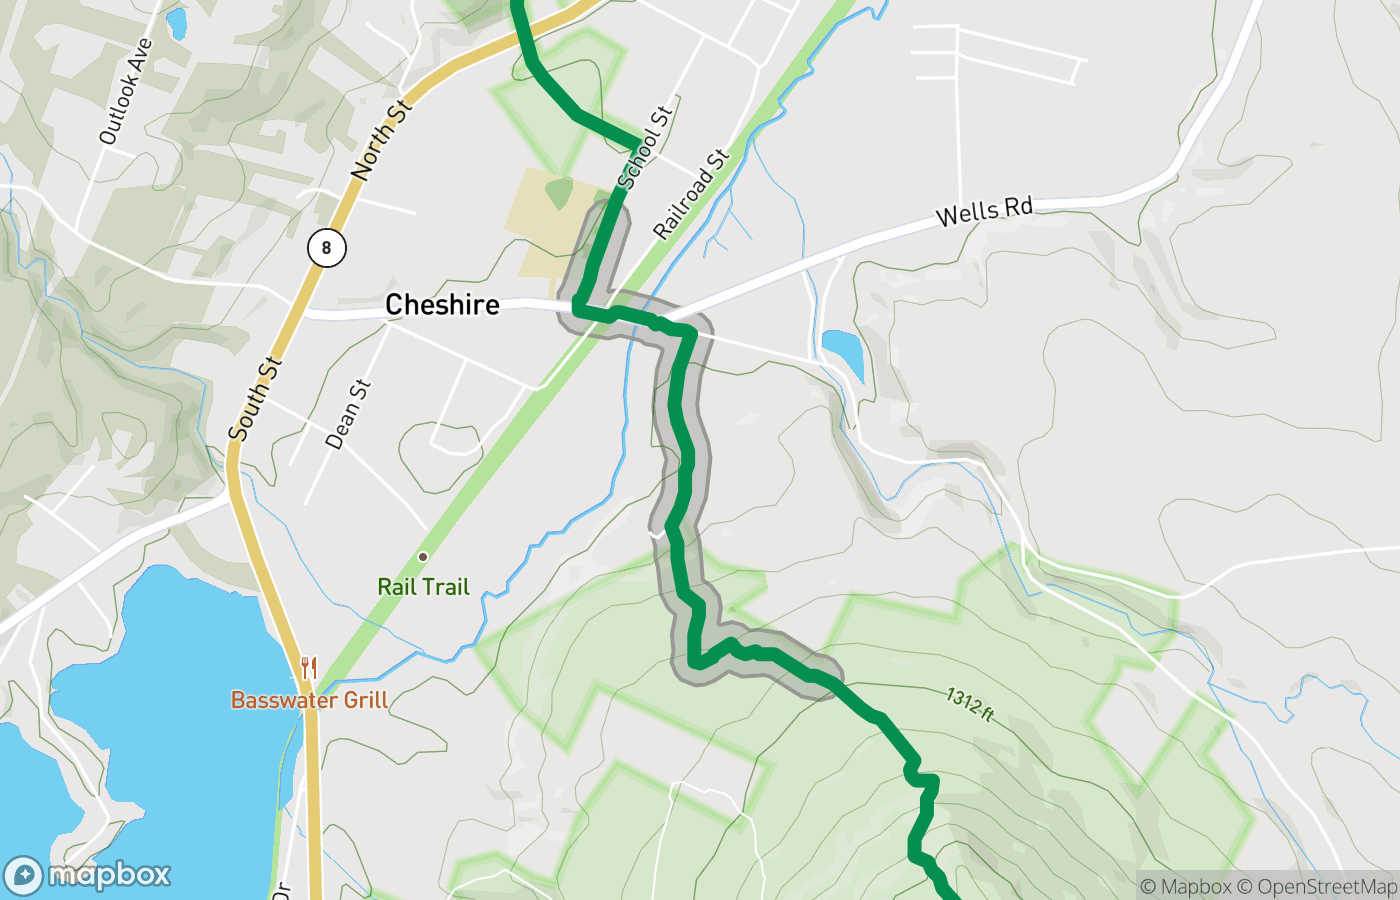 Outlook Ave
North St
School St
Railroad St
Wells Rd
8
Cheshire
South St
Dean St
Rail Trail
Basswater Grill
1312 ft
Dr
mapbox
© Mapbox © OpenStreetMap